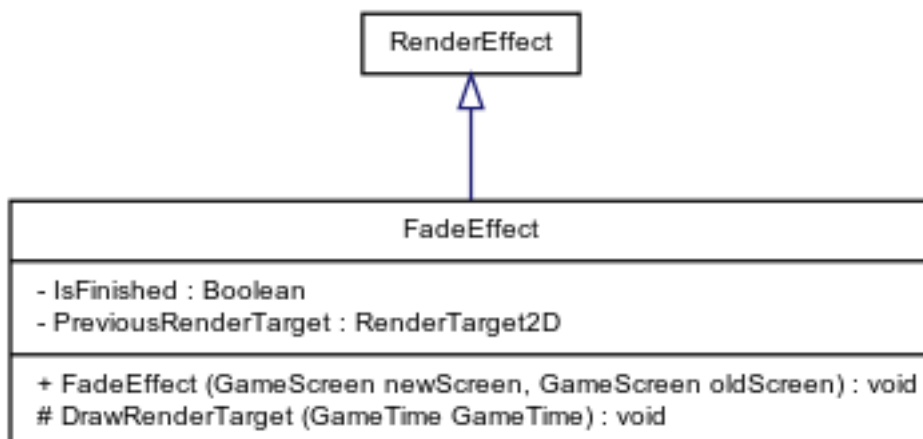 RenderEffect
FadeEffect
- IsFinished : Boolean
- PreviousRenderTarget : RenderTarget2D
+ FadeEffect (GameScreen newScreen, GameScreen oldScreen) : void
# DrawRenderTarget (GameTime GameTime) : void